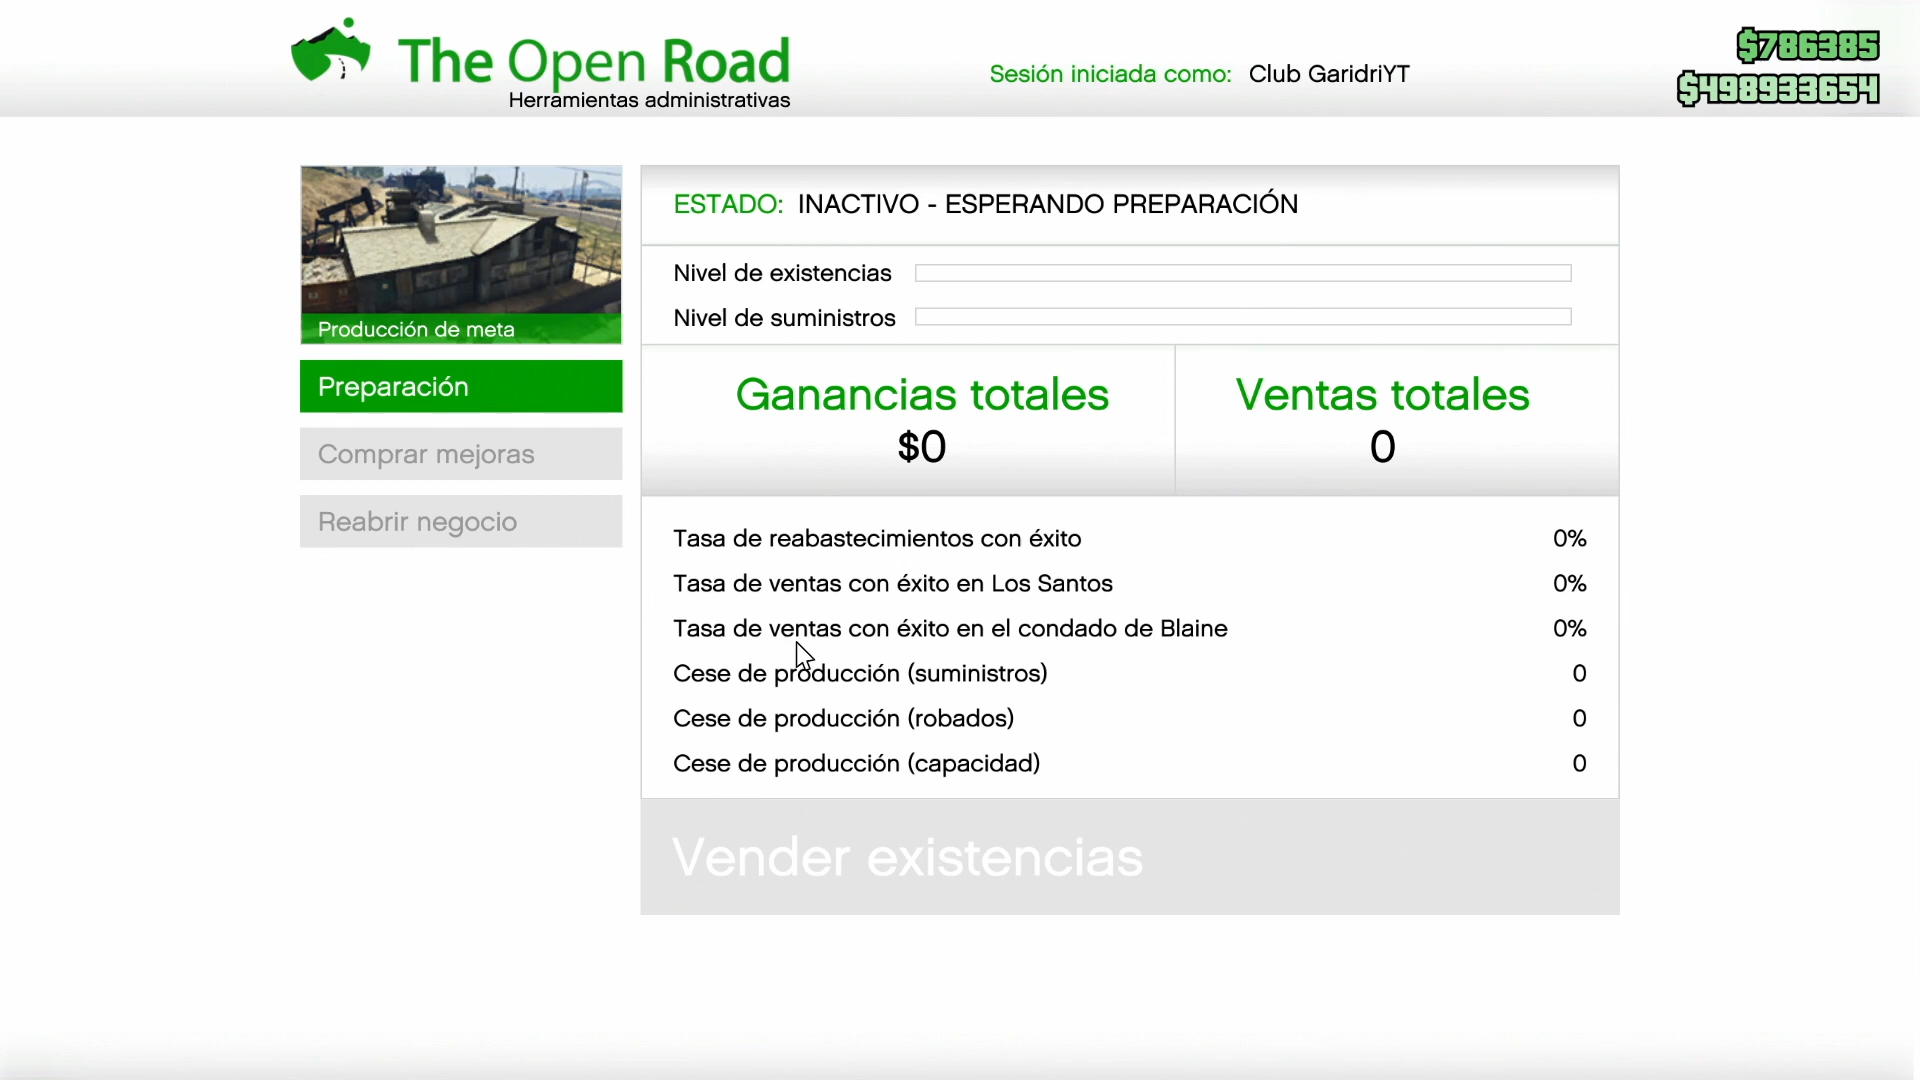 The Open Road
Herramientas administrativas
Sesión iniciada como: Club GaridriYT
$786385
$498933654
Producción de meta
Preparación
Comprar mejoras
Reabrir negocio
ESTADO: INACTIVO - ESPERANDO PREPARACIÓN
Nivel de existencias
Nivel de suministros
Ganancias totales
$0
Ventas totales
0
Tasa de reabastecimientos con éxito 0%
Tasa de ventas con éxito en Los Santos 0%
Tasa de ventas con éxito en el condado de Blaine 0%
Cese de producción (suministros) 0
Cese de producción (robados) 0
Cese de producción (capacidad) 0
Vender existencias